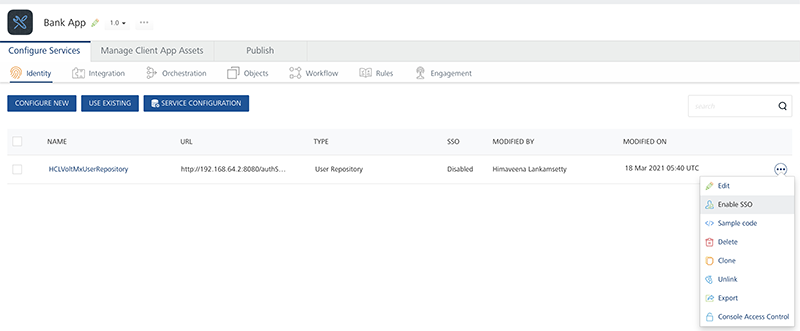 Bank App 1.0
Configure Services Manage Client App Assets Publish
Identity Integration Orchestration Objects Workflow Rules Engagement
CONFIGURE NEW USE EXISTING SERVICE CONFIGURATION Search
NAME URL TYPE SSO MODIFIED BY MODIFIED ON
HCLVoltMxUserRepository http://192.168.64.2:8080/authS... User Repository Disabled Himaveena Lankamsetty 18 Mar 2021 05:40 UTC
Edit
Enable SSO
Sample code
Delete
Clone
Unlink
Export
Console Access Control